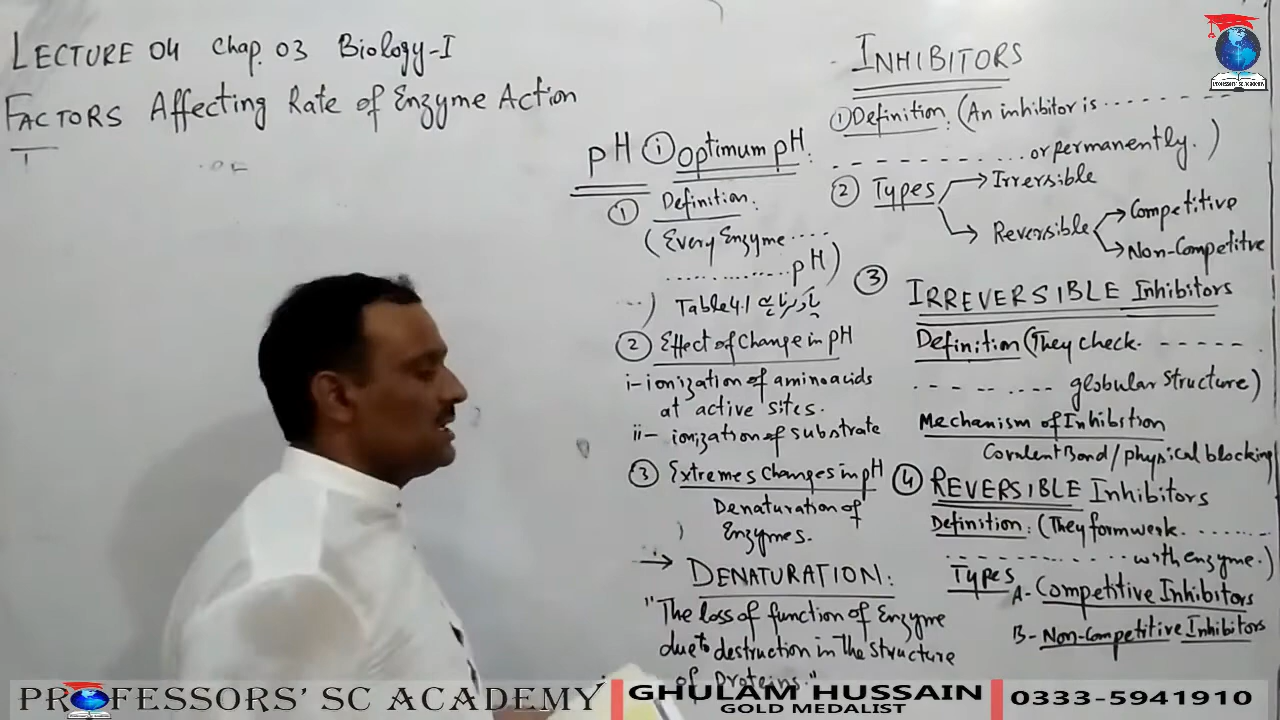 LECTURE 04 Chap. 03 Biology-I
FACTORS Affecting Rate of Enzyme Action
pH ⓘ Optimum pH:
① Definition.
(Every Enzyme ....
.............. pH)
Table 4.1
② Effect of Change in pH
i- ionization of aminoacids
at active sites.
ii- ionization of substrate
③ Extremes Changes in pH
Denaturation of
Enzymes.
→ DENATURATION:
"The loss of function of Enzyme
due to destruction in the structure
of proteins."
INHIBITORS
① Definition: (An inhibitor is ........
............ or permanently.)
② Types → Irrersible
→ Reversible → Competitive
→ Non-Competitve
③ IRREVERSIBLE Inhibitors
Definition (They check. - - - - -
- - - - - ..... globular structure)
Mechanism of Inhibition
Covalent Bond / physical blocking
④ REVERSIBLE Inhibitors
Definition: (They form weak ........
............ with enzyme.)
Types A- Competitive Inhibitors
B- Non-Competitive Inhibitors
PROFESSORS' SC ACADEMY
GHULAM HUSSAIN
GOLD MEDALIST
0333-5941910